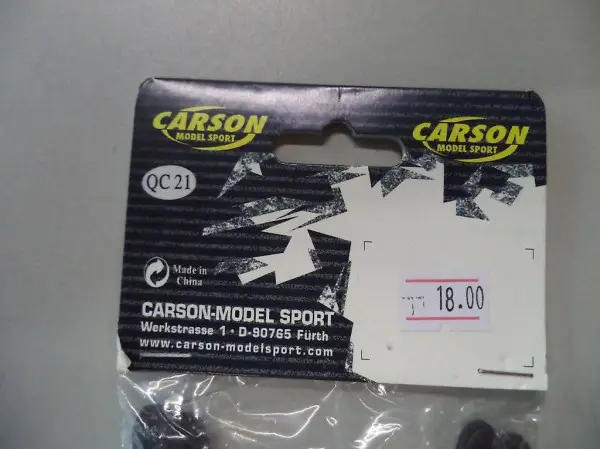 CARSON
MODEL SPORT
CARSON
MODEL SPORT
QC 21
Made in
China
18.00
CARSON-MODEL SPORT
Werkstrasse 1 • D-90765 Fürth
www.carson-modelsport.com